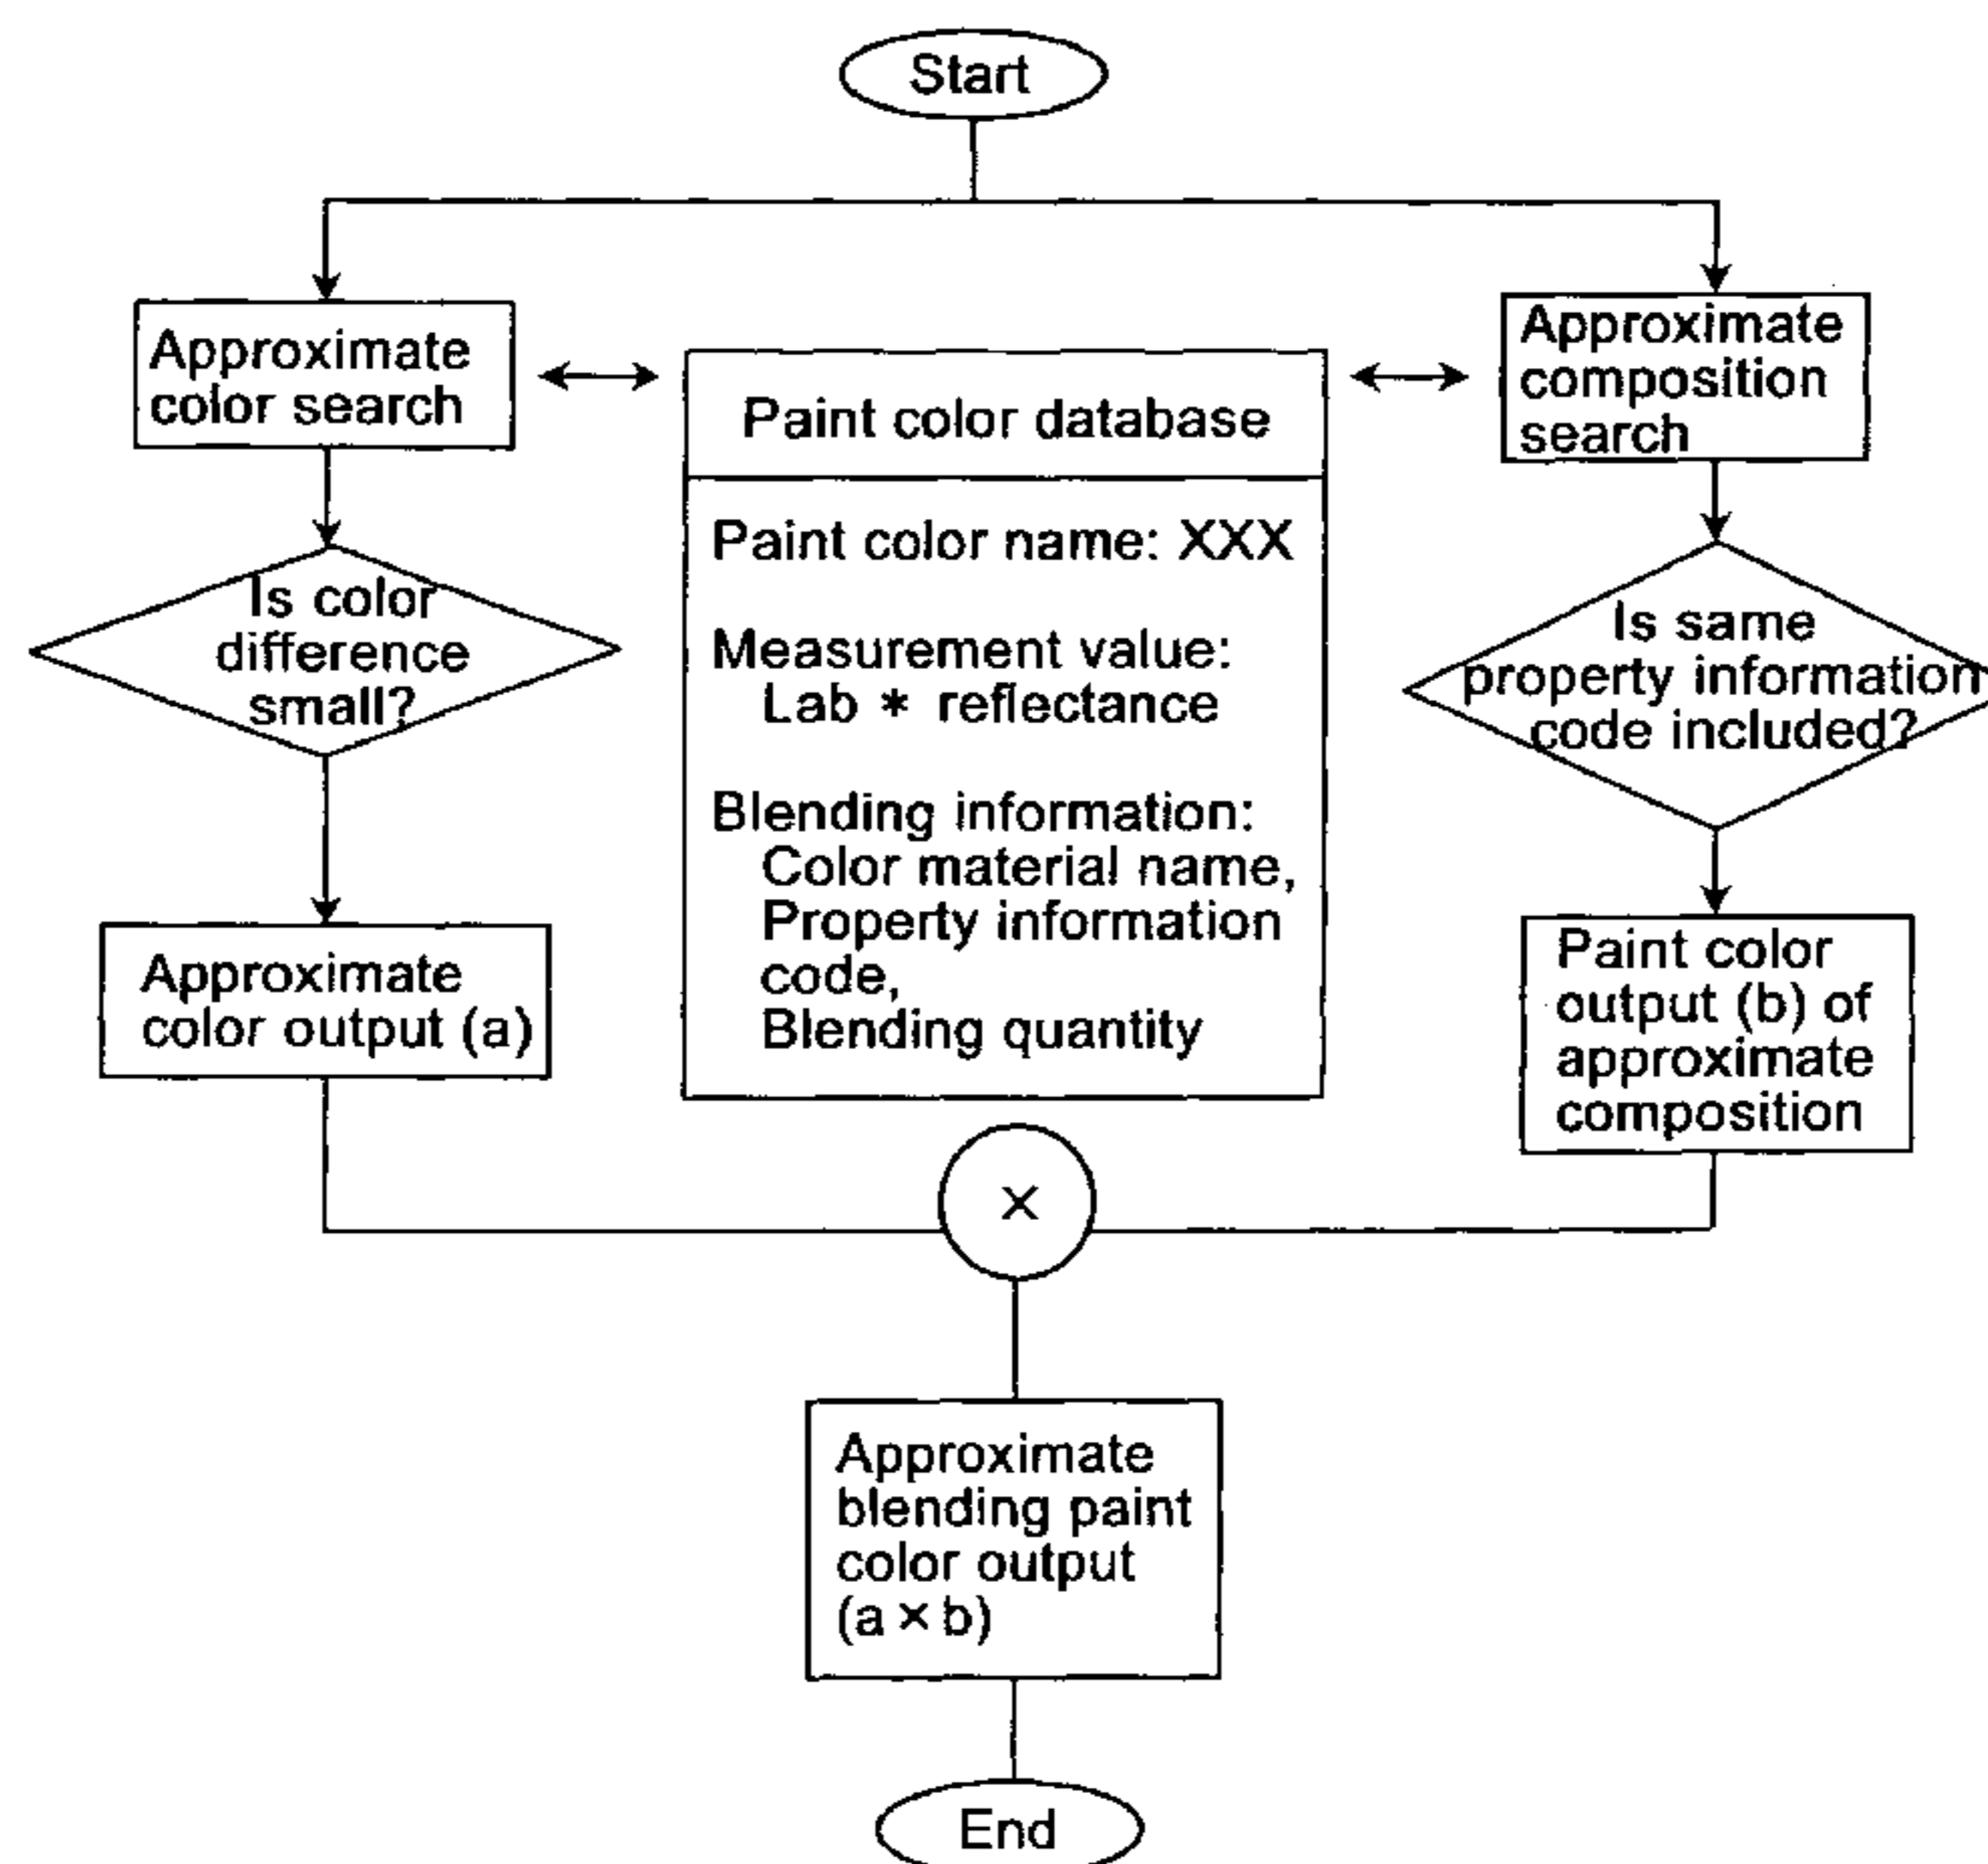 Start
Approximate
color search
Is color
difference
small?
Approximate
color output (a)
Paint color database
Paint color name: XXX
Measurement value:
Lab * reflectance
Blending information:
Color material name,
Property information
code,
Blending quantity
Approximate
composition
search
Is same
property information
code included?
Paint color
output (b) of
approximate
composition
×
Approximate
blending paint
color output
(a × b)
End